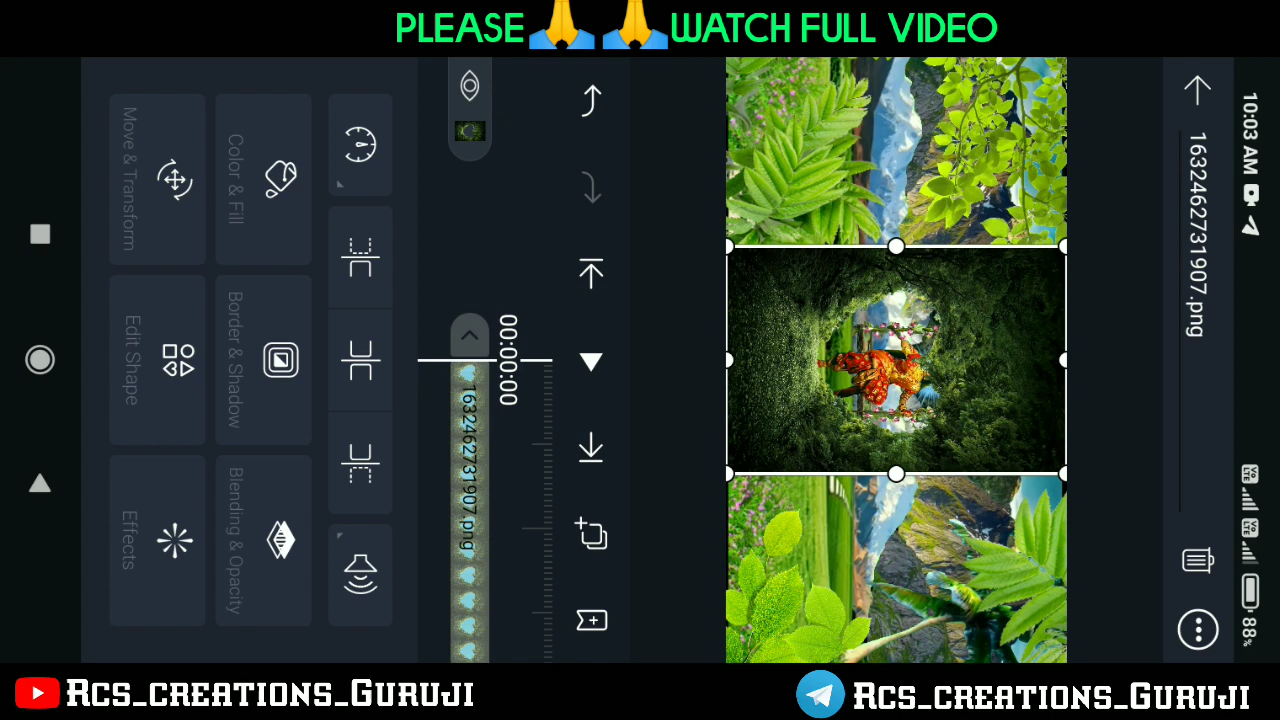 PLEASE🙏🙏WATCH FULL VIDEO
10:03 AM
88%
1632462731907.png
00:00:00
1632462731907.png
Color & Fill
Border & Shadow
Blending & Opacity
Move & Transform
Edit Shape
Effects
Rcs_creations_Guruji
Rcs_creations_Guruji